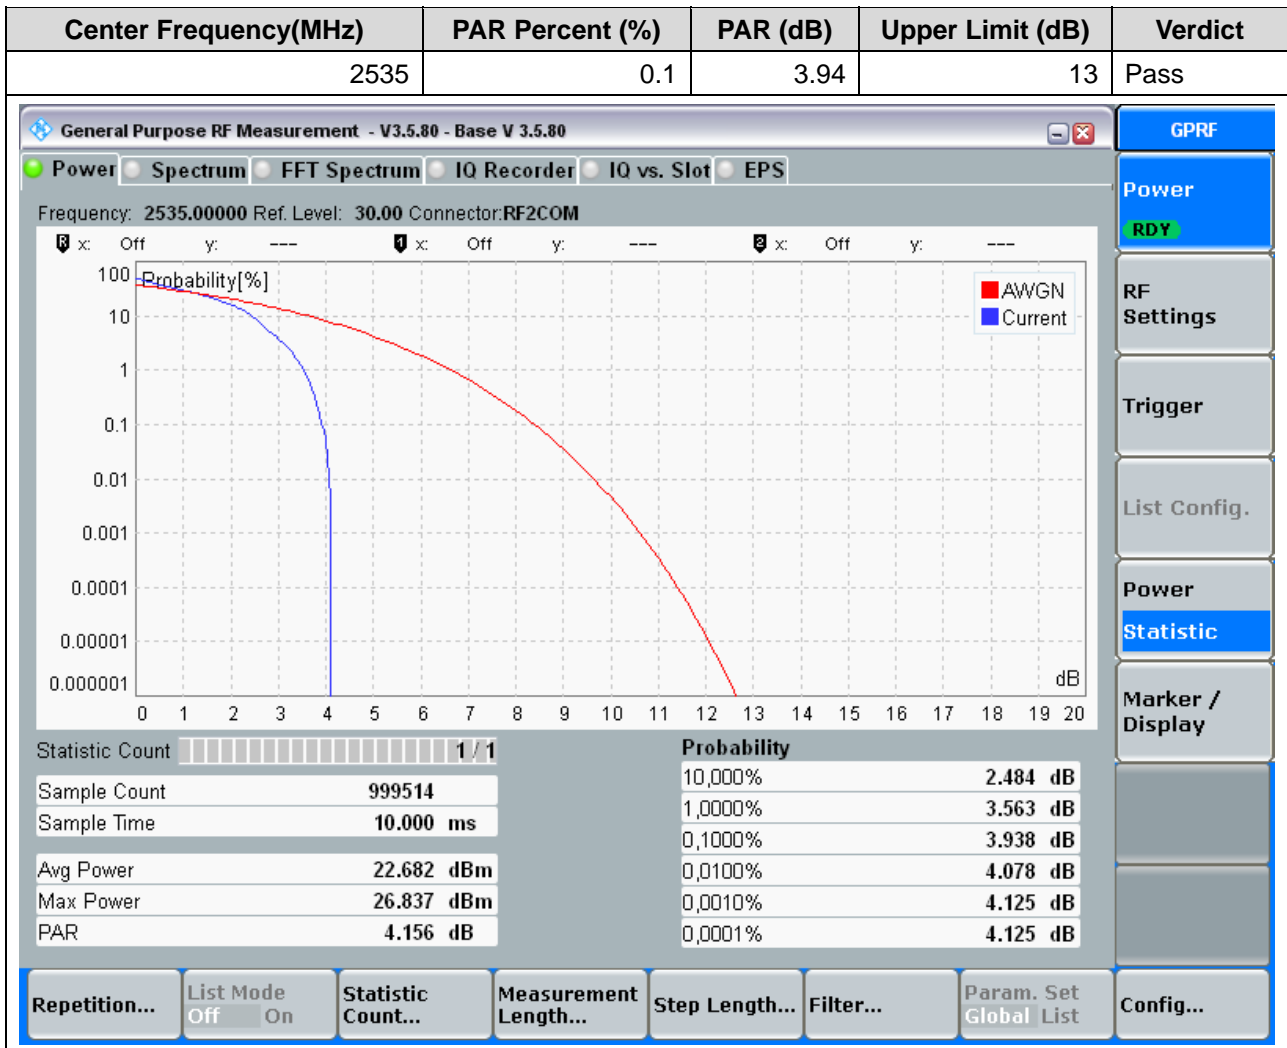 Center Frequency(MHz) PAR Percent (%) PAR (dB) Upper Limit (dB) Verdict
2535 0.1 3.94 13 Pass
General Purpose RF Measurement - V3.5.80 - Base V 3.5.80
GPRF
Power Spectrum FFT Spectrum IQ Recorder IQ vs. Slot EPS
Power
RDY
Frequency: 2535.00000 Ref. Level: 30.00 Connector:RF2COM
R x: Off y: --- 1 x: Off y: --- 2 x: Off y: ---
Probability[%]
AWGN
Current
100
10
1
0.1
0.01
0.001
0.0001
0.00001
0.000001
dB
0 1 2 3 4 5 6 7 8 9 10 11 12 13 14 15 16 17 18 19 20
RF
Settings
Trigger
List Config.
Power
Statistic
Marker /
Display
Statistic Count 1 / 1
Sample Count 999514
Sample Time 10.000 ms
Avg Power 22.682 dBm
Max Power 26.837 dBm
PAR 4.156 dB
Probability
10,000% 2.484 dB
1,0000% 3.563 dB
0,1000% 3.938 dB
0,0100% 4.078 dB
0,0010% 4.125 dB
0,0001% 4.125 dB
Repetition...
List Mode
Off On
Statistic
Count...
Measurement
Length...
Step Length...
Filter...
Param. Set
Global List
Config...